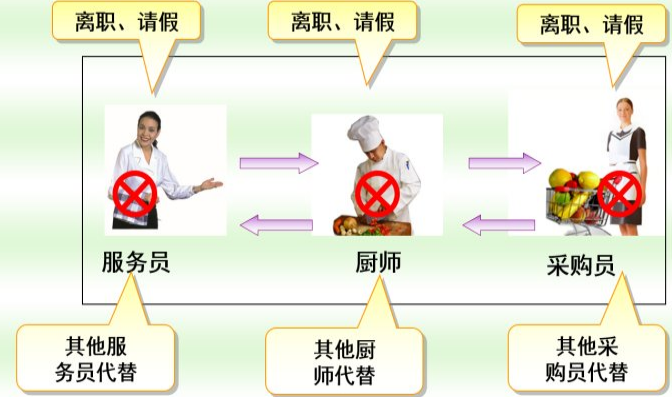 离职、请假
离职、请假
离职、请假
服务员
厨师
采购员
其他服
务员代替
其他厨
师代替
其他采
购员代替